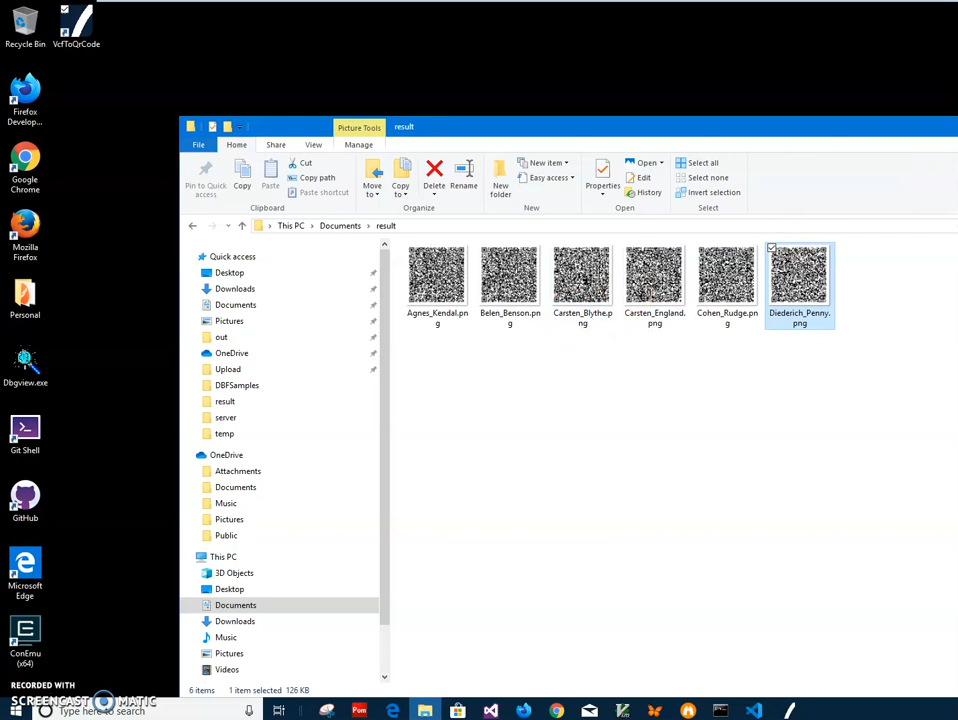 Recycle Bin
VcfToQrCode
Firefox
Develop...
Google
Chrome
Mozilla
Firefox
Personal
Dbgview.exe
Git Shell
GitHub
Microsoft
Edge
ConEmu
(x64)
Picture Tools
result
File
Home
Share
View
Manage
Pin to Quick
access
Copy
Paste
Cut
Copy path
Paste shortcut
Clipboard
Move
to
Copy
to
Delete
Rename
Organize
New
folder
New item
Easy access
New
Properties
Open
Edit
History
Open
Select all
Select none
Invert selection
Select
This PC
Documents
result
Quick access
Desktop
Downloads
Documents
Pictures
out
OneDrive
Upload
DBFSamples
result
server
temp
OneDrive
Attachments
Documents
Music
Pictures
Public
This PC
3D Objects
Desktop
Documents
Downloads
Music
Pictures
Videos
Agnes_Kendal.pn
g
Belen_Benson.pn
g
Carsten_Blythe.p
ng
Carsten_England.
png
Cohen_Rudge.pn
g
Diederich_Penny.
png
6 items
1 item selected 126 KB
RECORDED WITH
SCREENCAST MATIC
Type here to search